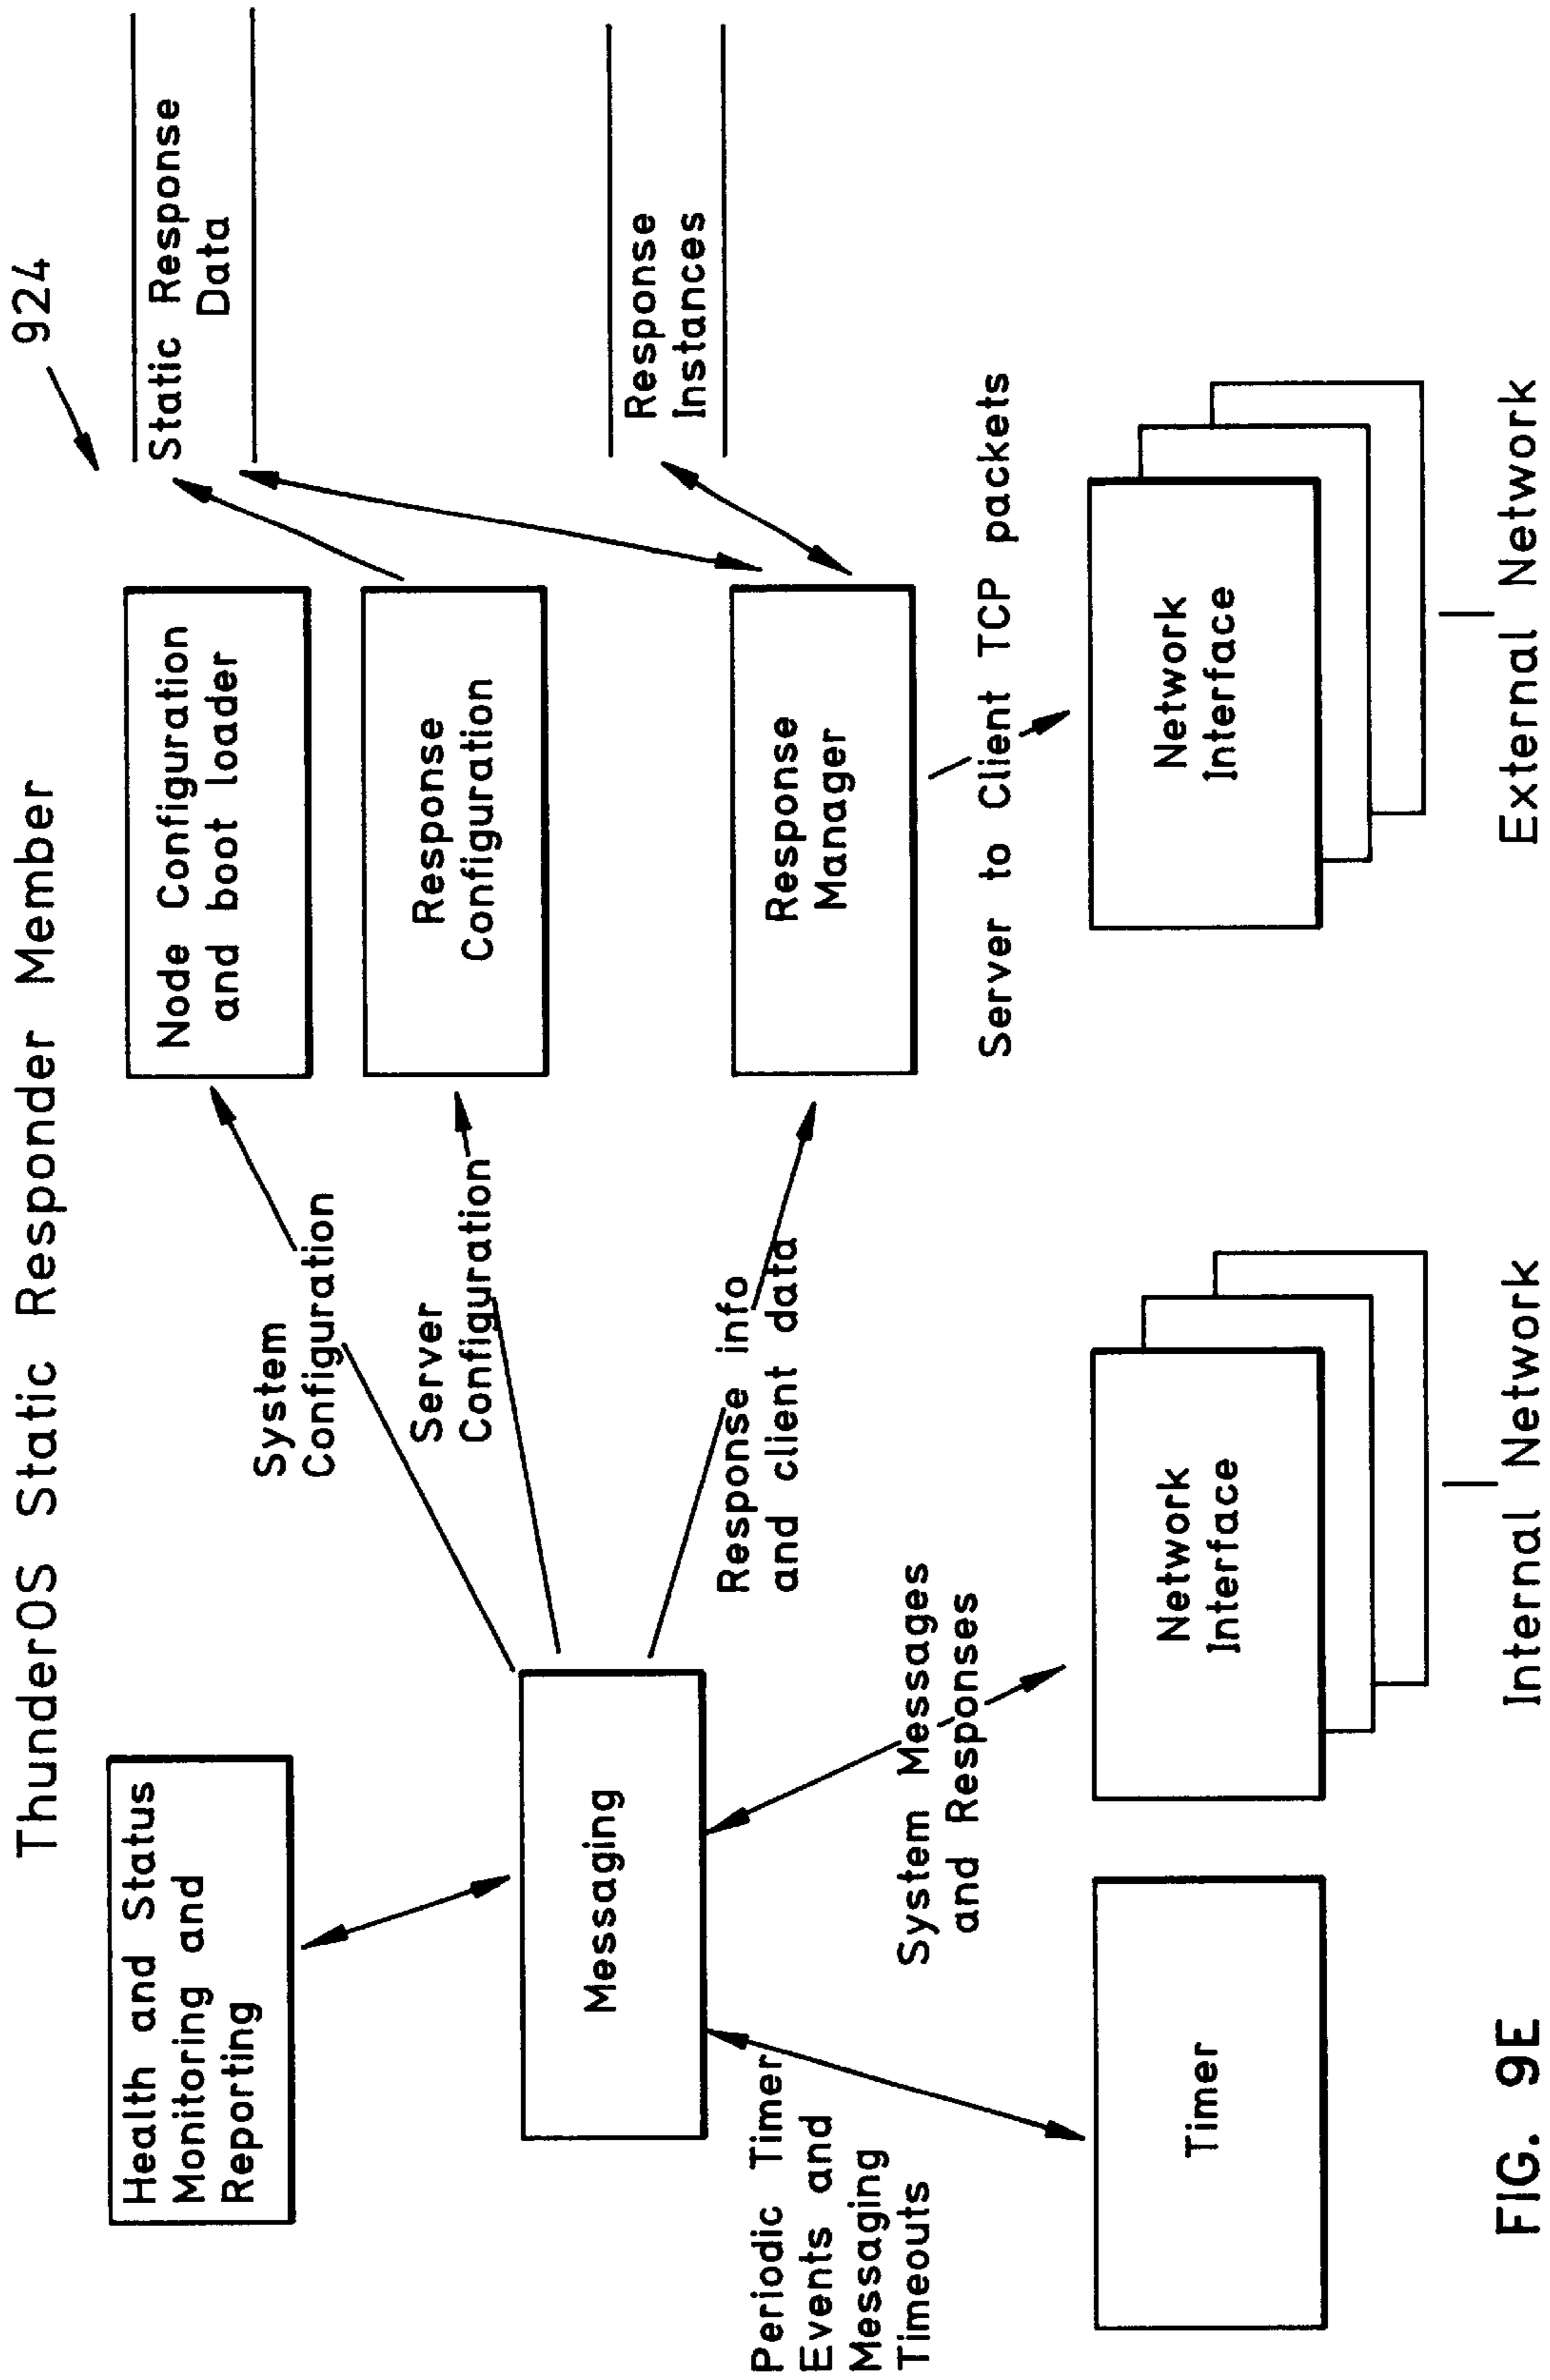 ThunderOS Static Responder Member
924
Health and Status
Monitoring and
Reporting
System
Configuration
Node Configuration
and boot loader
Static Response
Data
Server
Configuration
Response
Configuration
Messaging
Response info
and client data
Response
Manager
Response
Instances
Periodic Timer
Events and
Messaging
Timeouts
System Messages
and Responses
Server to Client TCP packets
Timer
Network
Interface
Network
Interface
Internal Network
External Network
FIG. 9E